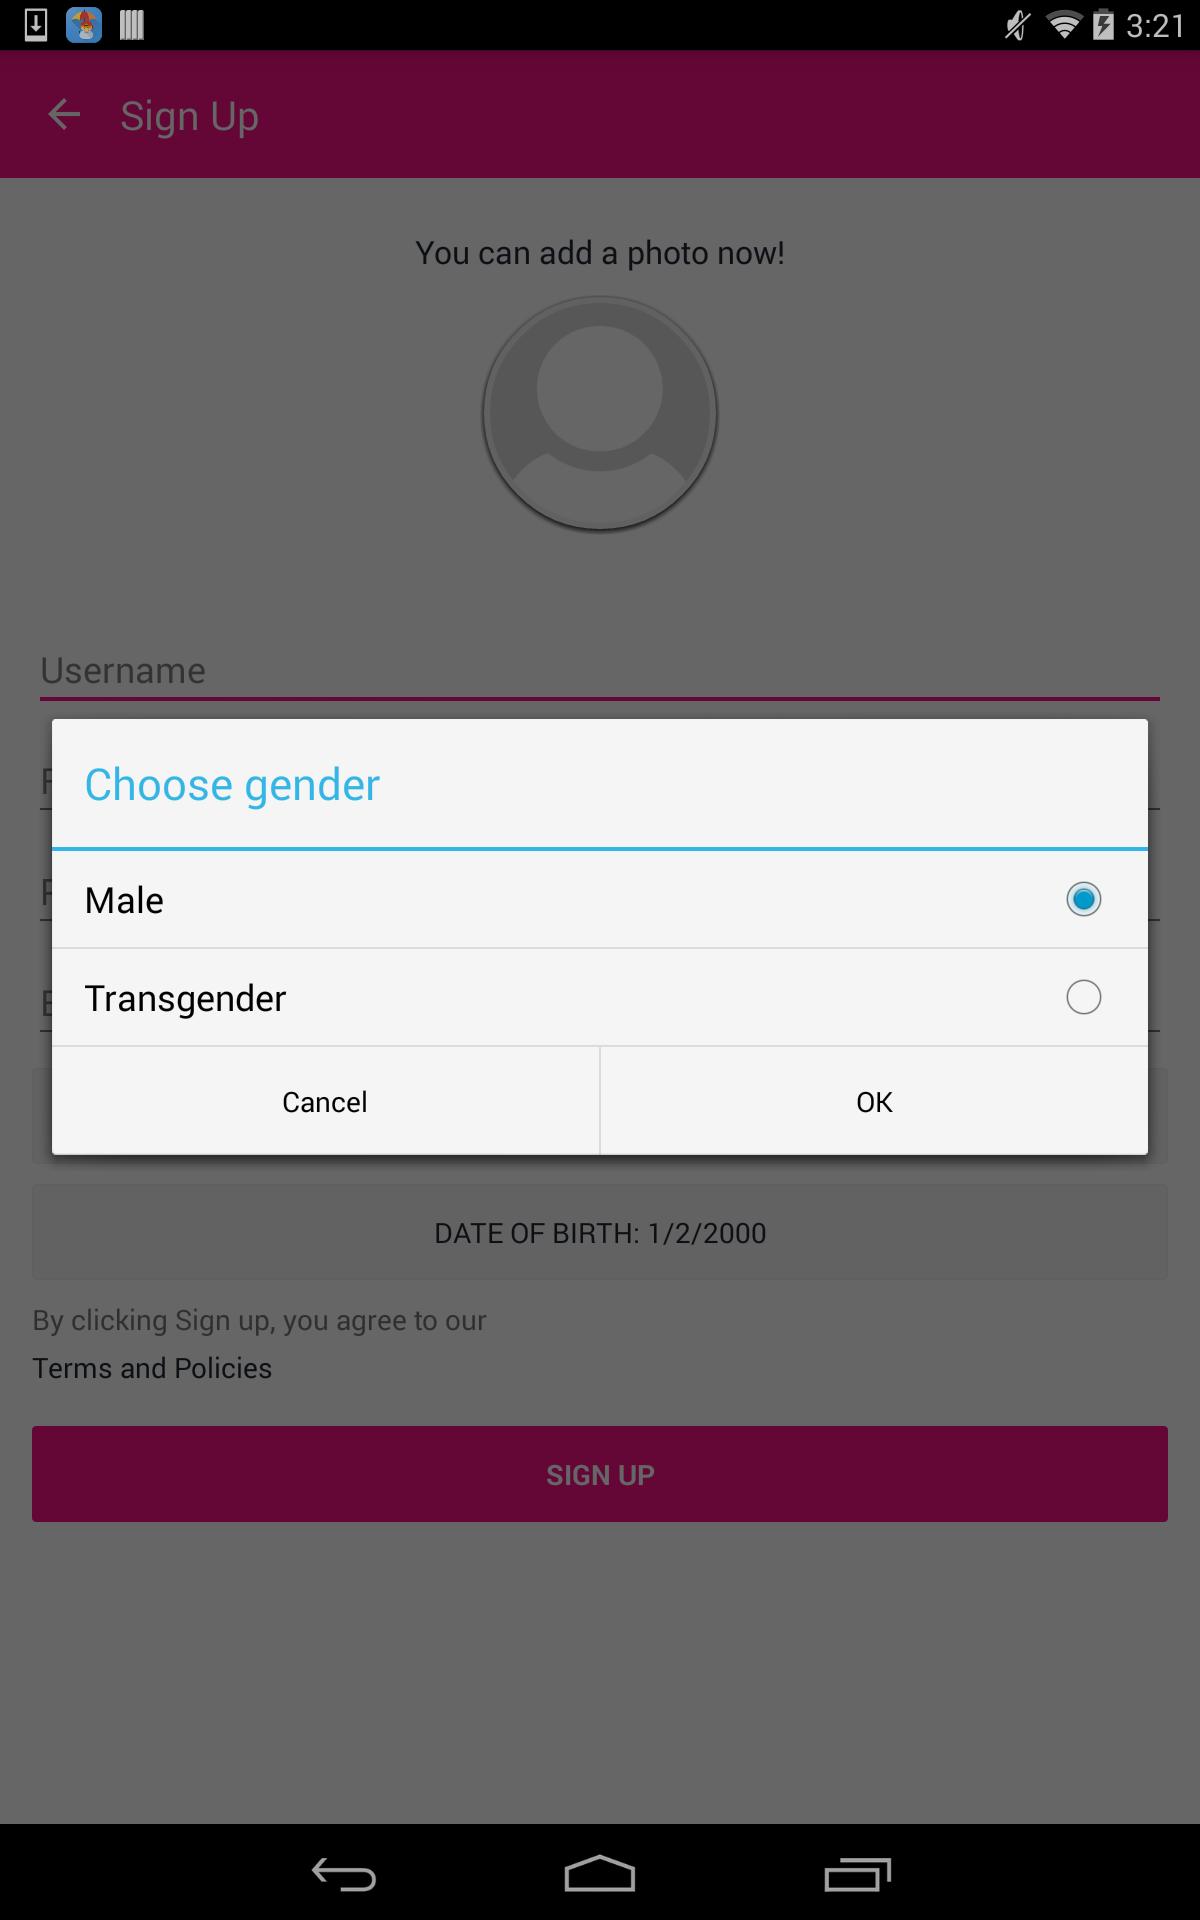 3:21
Sign Up
You can add a photo now!
Username
Choose gender
Male
Transgender
Cancel
OK
DATE OF BIRTH: 1/2/2000
By clicking Sign up, you agree to our
Terms and Policies
SIGN UP